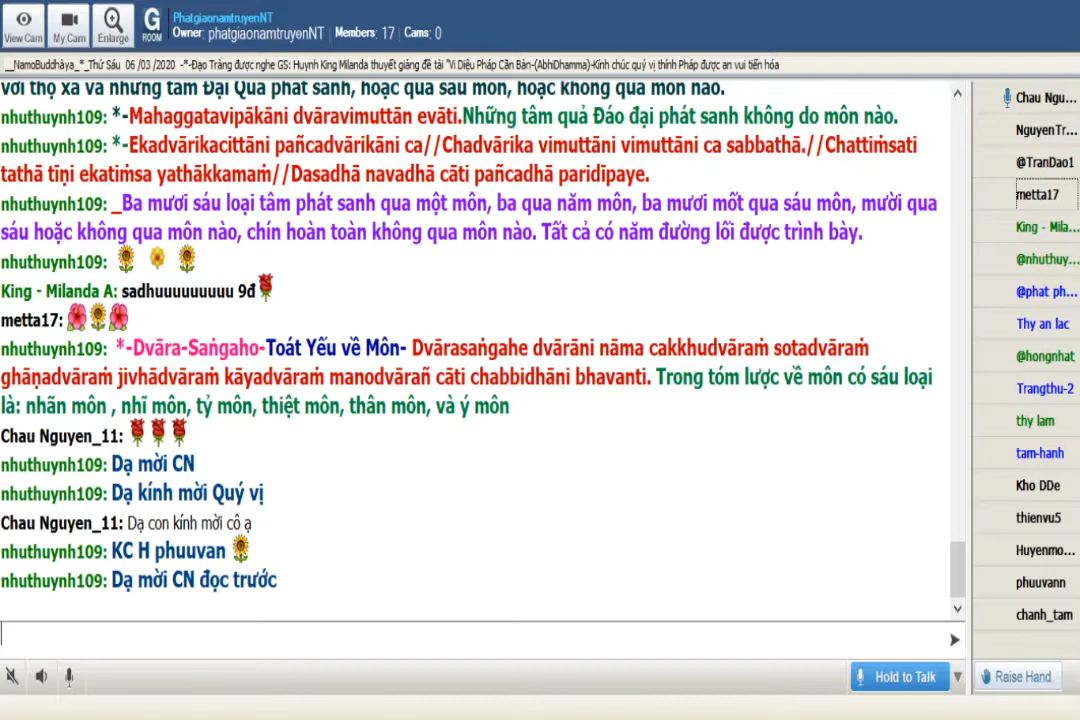 PhatgiaonamtruyenNT
Owner: phatgiaonamtruyenNT | Members: 17 | Cams: 0
View Cam My Cam Enlarge G ROOM
__NamoBuddhàya_*_Thứ Sáu 06 /03 /2020 -*-Đạo Tràng được nghe GS: Huynh King Milanda thuyết giảng đề tài "Vi Diệu Pháp Căn Bản-(AbhiDhamma)-Kính chúc quý vị thính Pháp được an vui tiến hóa
với thọ xả và những tâm Đại Quả phát sanh, hoặc qua sáu môn, hoặc không qua môn nào.
nhuthuynh109: *-Mahaggatavipākāni dvāravimuttān evāti.Những tâm quả Đáo đại phát sanh không do môn nào.
nhuthuynh109: *-Ekadvārikacittāni pañcadvārikāni ca//Chadvārika vimuttāni vimuttāni ca sabbathā.//Chattiṁsati
tathā tīṇi ekatiṁsa yathākkamaṁ//Dasadhā navadhā cāti pañcadhā paridīpaye.
nhuthuynh109: _Ba mươi sáu loại tâm phát sanh qua một môn, ba qua năm môn, ba mươi mốt qua sáu môn, mười qua
sáu hoặc không qua môn nào, chín hoàn toàn không qua môn nào. Tất cả có năm đường lối được trình bày.
nhuthuynh109:
King - Milanda A: sadhuuuuuuuuu 9đ
metta17:
nhuthuynh109: *-Dvāra-Saṅgaho-Toát Yếu về Môn- Dvārasaṅgahe dvārāni nāma cakkhudvāraṁ sotadvāraṁ
ghāṇadvāraṁ jivhādvāraṁ kāyadvāraṁ manodvārañ cāti chabbidhāni bhavanti. Trong tóm lược về môn có sáu loại
là: nhãn môn , nhĩ môn, tỷ môn, thiệt môn, thân môn, và ý môn
Chau Nguyen_11:
nhuthuynh109: Dạ mời CN
nhuthuynh109: Dạ kính mời Quý vị
Chau Nguyen_11: Dạ con kính mời cô ạ
nhuthuynh109: KC H phuuvan
nhuthuynh109: Dạ mời CN đọc trước
Chau Ngu...
NguyenTr...
@TranDao1
metta17
King - Mila...
@nhuthuy...
@phat ph...
Thy an lac
@hongnhat
Trangthu-2
thy lam
tam-hanh
Kho DDe
thienvu5
Huyenmo...
phuuvann
chanh_tam
Hold to Talk
Raise Hand